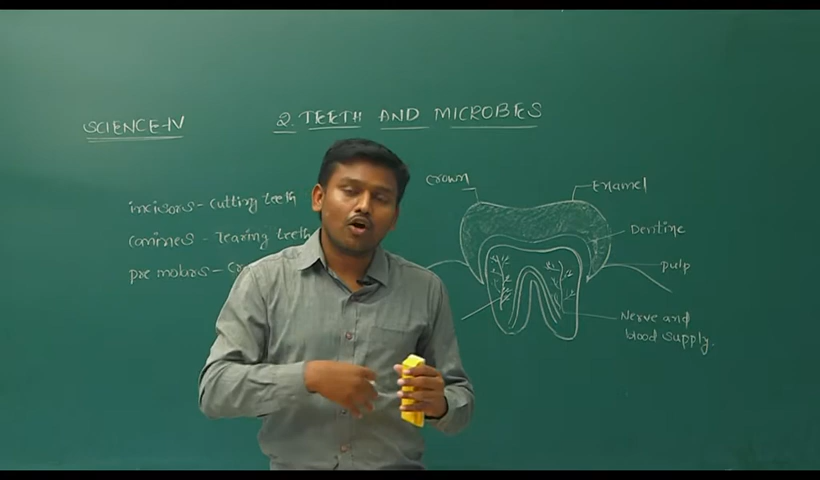 SCIENCE-IV
2. TEETH AND MICROBES
incisors - cutting teeth
canines - Tearing teeth
pre molars - Cr
Crown
Enamel
Dentine
pulp
Nerve and
blood supply.